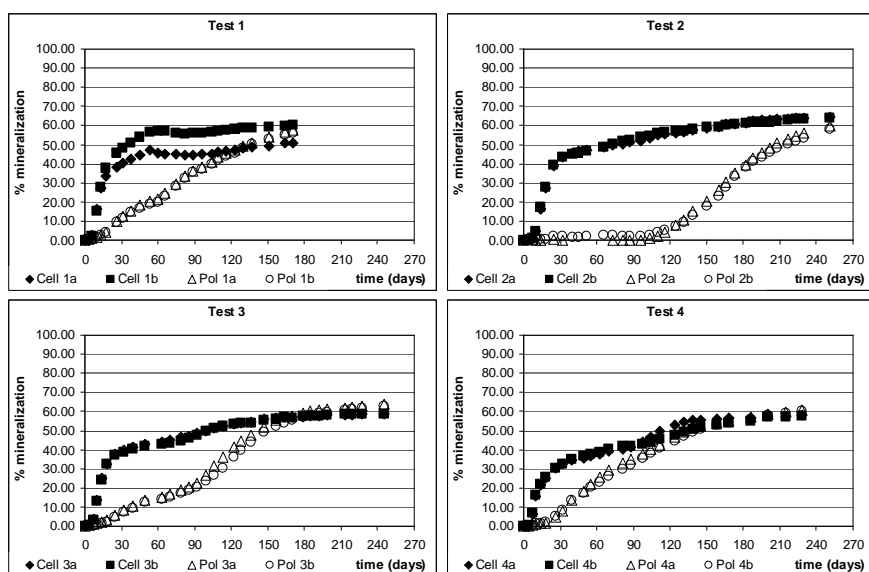 Test 1
% mineralization
100.00
90.00
80.00
70.00
60.00
50.00
40.00
30.00
20.00
10.00
0.00
0 30 60 90 120 150 180 210 240 270
time (days)
Cell 1a Cell 1b Pol 1a Pol 1b
Test 2
% mineralization
100.00
90.00
80.00
70.00
60.00
50.00
40.00
30.00
20.00
10.00
0.00
0 30 60 90 120 150 180 210 240 270
Cell 2a Cell 2b Pol 2a Pol 2b time (days)
Test 3
% mineralization
100.00
90.00
80.00
70.00
60.00
50.00
40.00
30.00
20.00
10.00
0.00
0 30 60 90 120 150 180 210 240 270
time (days)
Cell 3a Cell 3b Pol 3a Pol 3b
Test 4
% mineralization
100.00
90.00
80.00
70.00
60.00
50.00
40.00
30.00
20.00
10.00
0.00
0 30 60 90 120 150 180 210 240 270
time (days)
Cell 4a Cell 4b Pol 4a Pol 4b